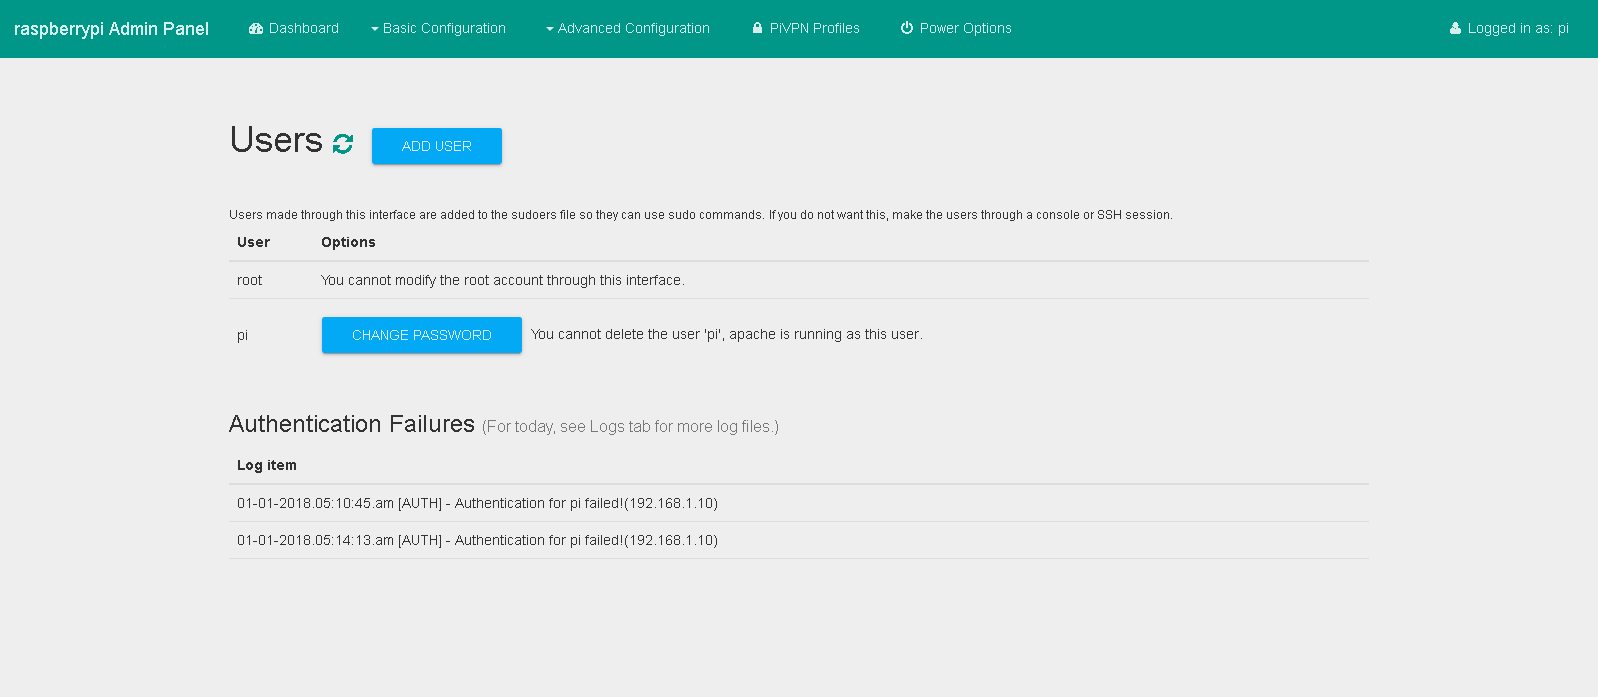 raspberrypi Admin Panel Dashboard Basic Configuration Advanced Configuration PiVPN Profiles Power Options Logged in as: pi
Users ADD USER
Users made through this interface are added to the sudoers file so they can use sudo commands. If you do not want this, make the users through a console or SSH session.
User Options
root You cannot modify the root account through this interface.
pi CHANGE PASSWORD You cannot delete the user 'pi', apache is running as this user.
Authentication Failures (For today, see Logs tab for more log files.)
Log item
01-01-2018.05:10:45.am [AUTH] - Authentication for pi failed!(192.168.1.10)
01-01-2018.05:14:13.am [AUTH] - Authentication for pi failed!(192.168.1.10)